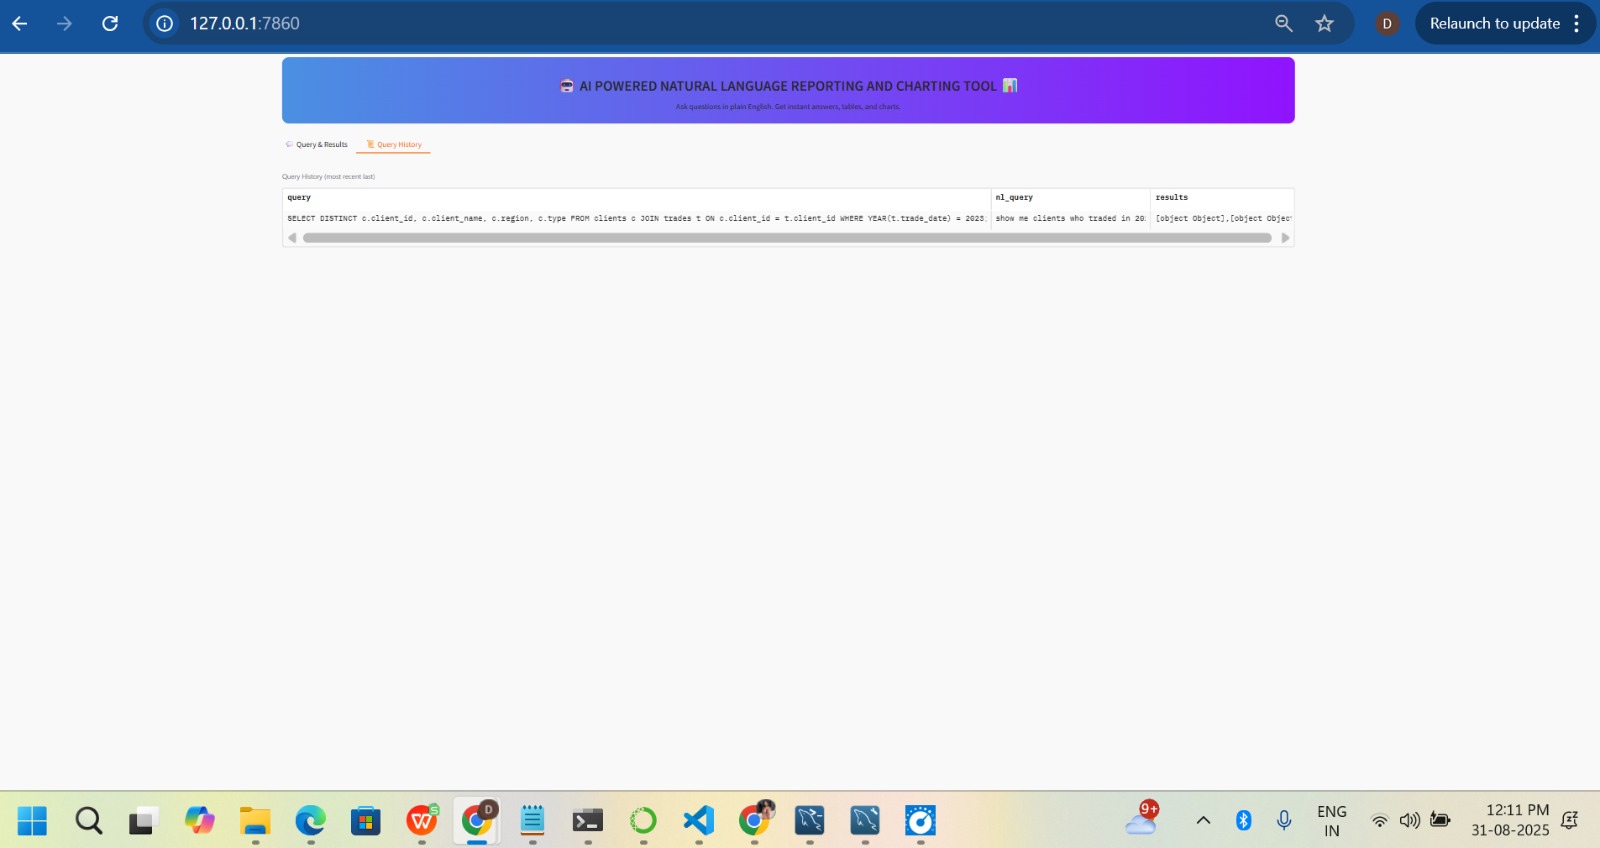 127.0.0.1:7860
D
Relaunch to update
AI POWERED NATURAL LANGUAGE REPORTING AND CHARTING TOOL
Ask questions in plain English. Get instant answers, tables, and charts.
Query & Results
Query History
Query History (most recent last)
query nl_query results
SELECT DISTINCT c.client_id, c.client_name, c.region, c.type FROM clients c JOIN trades t ON c.client_id = t.client_id WHERE YEAR(t.trade_date) = 2023; show me clients who traded in 20 [object Object],[object Objec
D
9+
ENG
IN
12:11 PM
31-08-2025